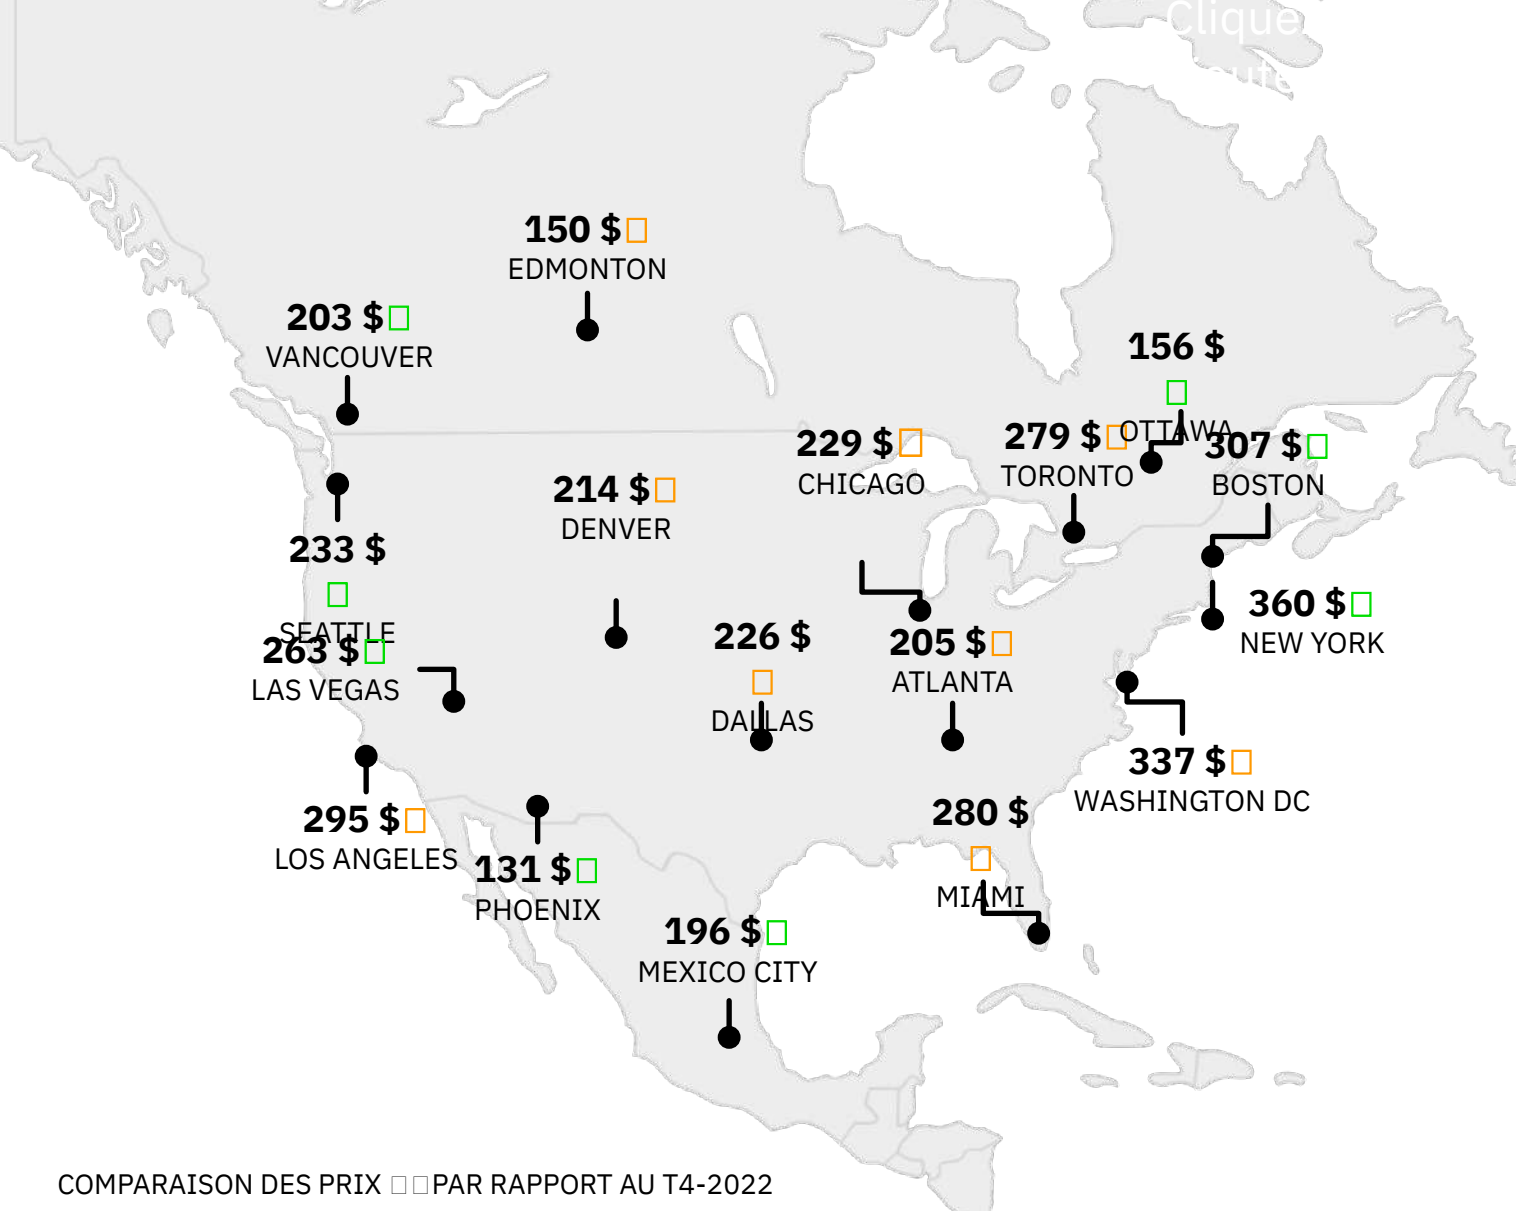 Clique
oute
150 $
EDMONTON
203 $
VANCOUVER
156 $
OTTAWA
229 $
CHICAGO
279 $
TORONTO
307 $
BOSTON
214 $
DENVER
233 $
SEATTLE
360 $
NEW YORK
263 $
LAS VEGAS
226 $
DALLAS
205 $
ATLANTA
337 $
WASHINGTON DC
295 $
LOS ANGELES
280 $
MIAMI
131 $
PHOENIX
196 $
MEXICO CITY
COMPARAISON DES PRIX □□PAR RAPPORT AU T4-2022